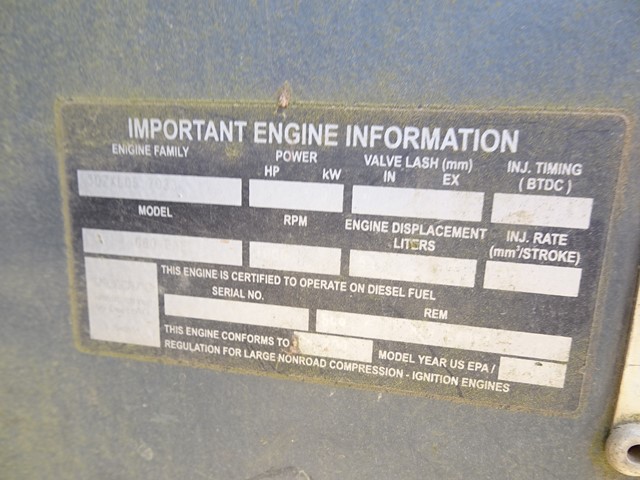 IMPORTANT ENGINE INFORMATION
ENIGINE FAMILY
POWER
HP kW
VALVE LASH (mm)
IN EX
INJ. TIMING
( BTDC )
MODEL
RPM
ENGINE DISPLACEMENT
LITERS
INJ. RATE
(mm³/STROKE)
THIS ENGINE IS CERTIFIED TO OPERATE ON DIESEL FUEL
SERIAL NO.
REM
THIS ENGINE CONFORMS TO MODEL YEAR US EPA /
REGULATION FOR LARGE NONROAD COMPRESSION - IGNITION ENGINES